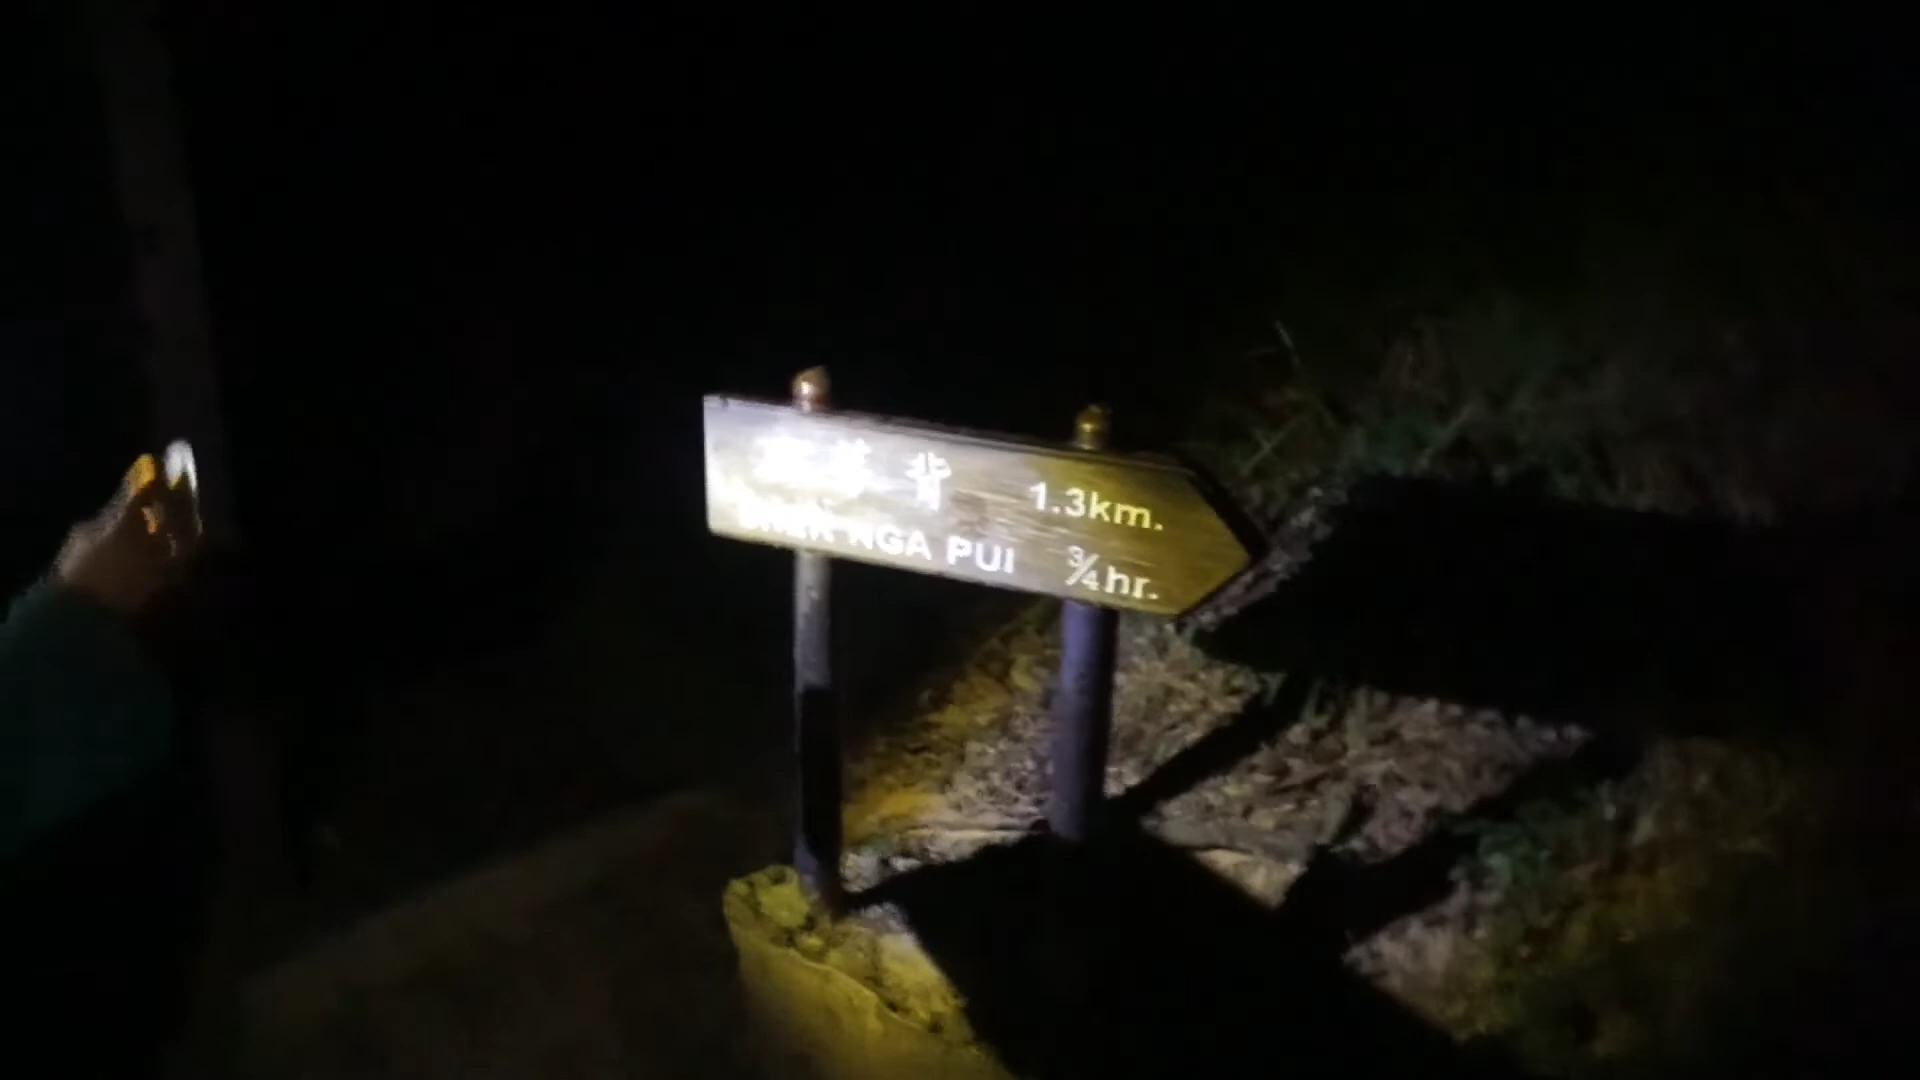 背 1.3km.
NGA PUI ¾hr.